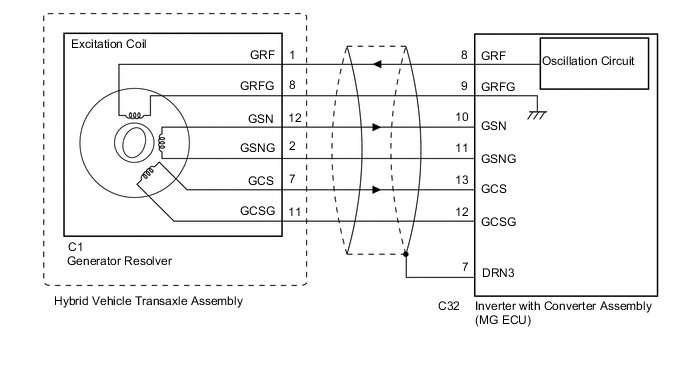 Excitation Coil
GRF 1
GRFG 8
GSN 12
GSNG 2
GCS 7
GCSG 11
C1
Generator Resolver
Hybrid Vehicle Transaxle Assembly
8 GRF
Oscillation Circuit
9 GRFG
10 GSN
11 GSNG
13 GCS
12 GCSG
7 DRN3
C32 Inverter with Converter Assembly
(MG ECU)